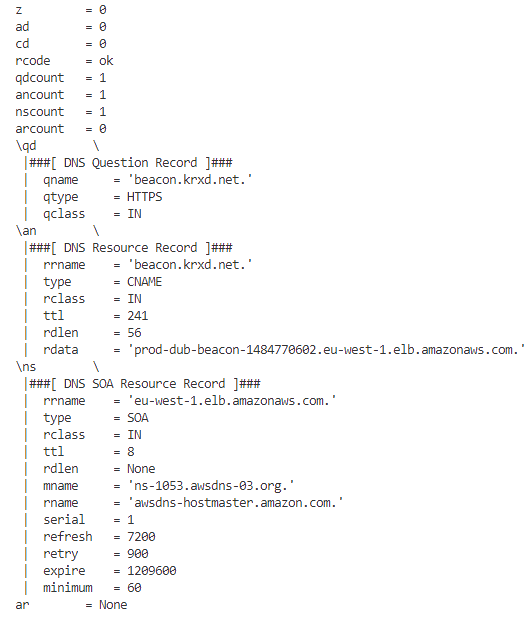 z        = 0
ad       = 0
cd       = 0
rcode    = ok
qdcount  = 1
ancount  = 1
nscount  = 1
arcount  = 0
\qd       \
 |###[ DNS Question Record ]###
 |  qname     = 'beacon.krxd.net.'
 |  qtype     = HTTPS
 |  qclass    = IN
\an       \
 |###[ DNS Resource Record ]###
 |  rrname    = 'beacon.krxd.net.'
 |  type      = CNAME
 |  rclass    = IN
 |  ttl       = 241
 |  rdlen     = 56
 |  rdata     = 'prod-dub-beacon-1484770602.eu-west-1.elb.amazonaws.com.'
\ns       \
 |###[ DNS SOA Resource Record ]###
 |  rrname    = 'eu-west-1.elb.amazonaws.com.'
 |  type      = SOA
 |  rclass    = IN
 |  ttl       = 8
 |  rdlen     = None
 |  mname     = 'ns-1053.awsdns-03.org.'
 |  rname     = 'awsdns-hostmaster.amazon.com.'
 |  serial    = 1
 |  refresh   = 7200
 |  retry     = 900
 |  expire    = 1209600
 |  minimum   = 60
ar       = None